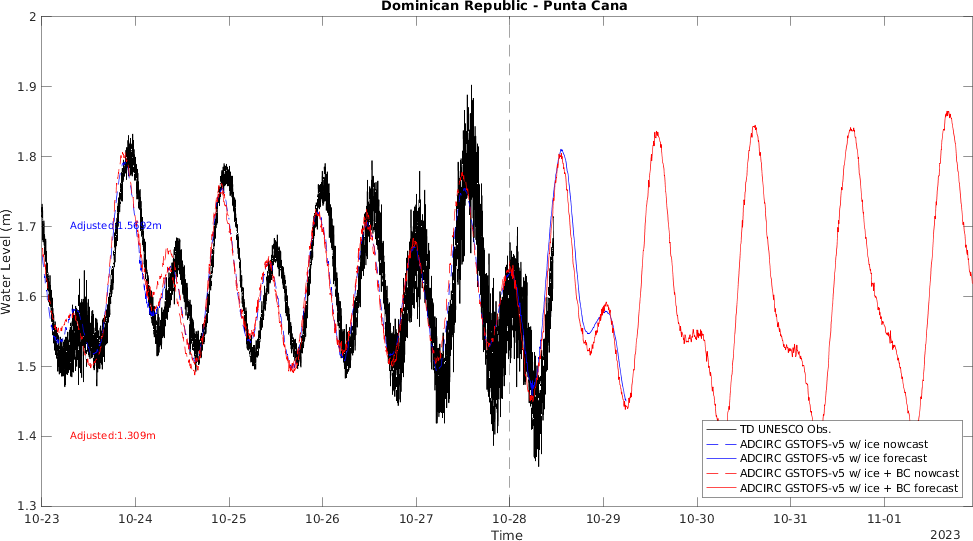 Dominican Republic - Punta Cana
2
1.9
1.8
1.7
1.6
1.5
1.4
1.3
Water Level (m)
Adjusted:1.5692m
Adjusted:1.309m
TD UNESCO Obs.
ADCIRC GSTOFS-v5 w/ ice nowcast
ADCIRC GSTOFS-v5 w/ ice forecast
ADCIRC GSTOFS-v5 w/ ice + BC nowcast
ADCIRC GSTOFS-v5 w/ ice + BC forecast
10-23 10-24 10-25 10-26 10-27 10-28 10-29 10-30 10-31 11-01
Time
2023